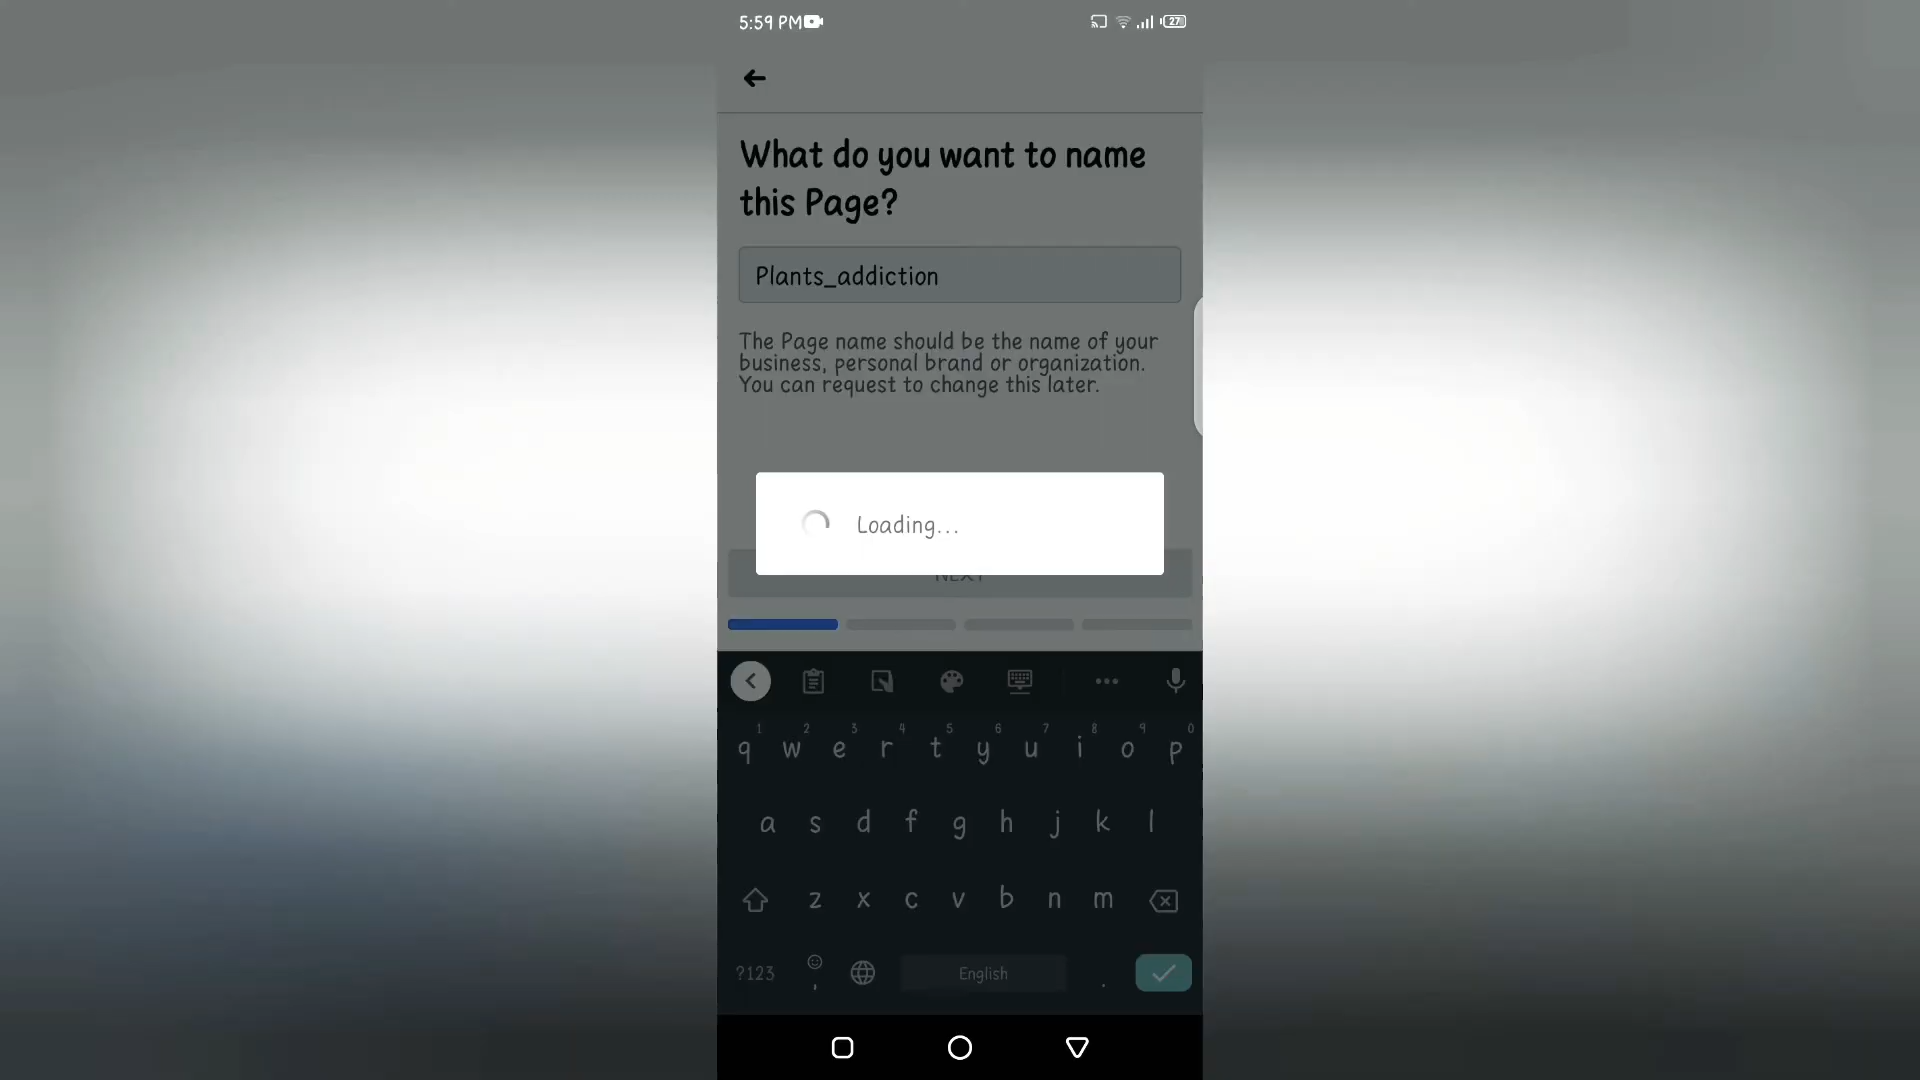 5:59 PM
27
What do you want to name
this Page?
Plants_addiction
The Page name should be the name of your
business, personal brand or organization.
You can request to change this later.
Loading...
NEXT
1 2 3 4 5 6 7 8 9 0
q w e r t y u i o p
a s d f g h j k l
z x c v b n m
?123 , English .